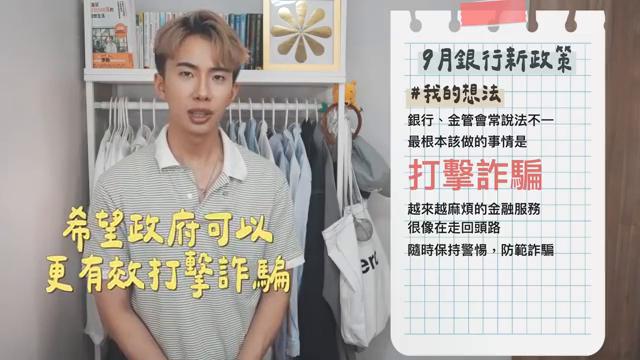 希望政府可以
更有效打擊詐騙
9月銀行新政策
#我的想法
銀行、金管會常說法不一
最根本該做的事情是
打擊詐騙
越來越麻煩的金融服務
很像在走回頭路
隨時保持警惕，防範詐騙